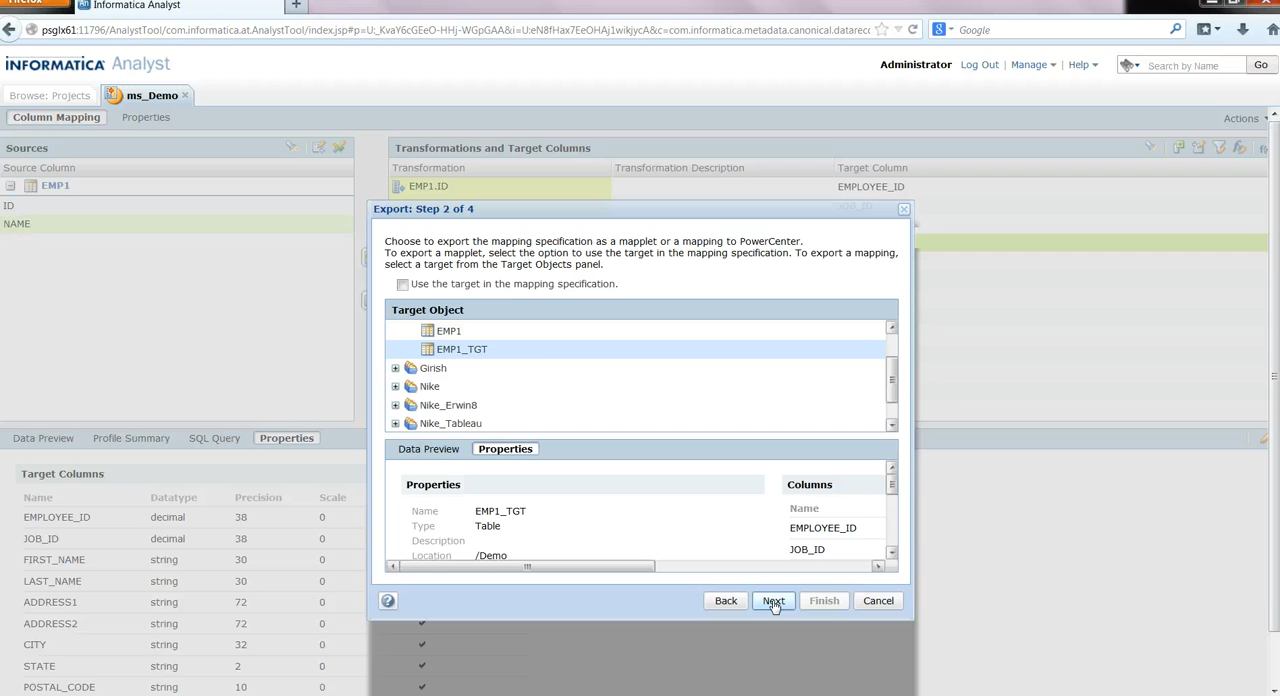 Firefox
Informatica Analyst
psglx61:11796/AnalystTool/com.informatica.at.AnalystTool/index.jsp#p=U:_KvaY6cGEeO-HHj-WGpGAA&i=U:eN8fHax7EeOHAj1wikjycA&c=com.informatica.metadata.canonical.datarec
Google
INFORMATICA Analyst
Administrator Log Out | Manage | Help
Search by Name Go
Browse: Projects ms_Demo
Column Mapping Properties Actions
Sources Transformations and Target Columns
Source Column Transformation Transformation Description Target Column
EMP1 EMP1.ID EMPLOYEE_ID
ID JOB_ID
NAME
Export: Step 2 of 4
Choose to export the mapping specification as a mapplet or a mapping to PowerCenter.
To export a mapplet, select the option to use the target in the mapping specification. To export a mapping,
select a target from the Target Objects panel.
Use the target in the mapping specification.
Target Object
EMP1
EMP1_TGT
Girish
Nike
Nike_Erwin8
Nike_Tableau
Data Preview Properties
Properties Columns
Name EMP1_TGT Name
Type Table EMPLOYEE_ID
Description JOB_ID
Location /Demo
Back Next Finish Cancel
Data Preview Profile Summary SQL Query Properties
Target Columns
Name Datatype Precision Scale
EMPLOYEE_ID decimal 38 0
JOB_ID decimal 38 0
FIRST_NAME string 30 0
LAST_NAME string 30 0
ADDRESS1 string 72 0
ADDRESS2 string 72 0
CITY string 32 0
STATE string 2 0
POSTAL_CODE string 10 0